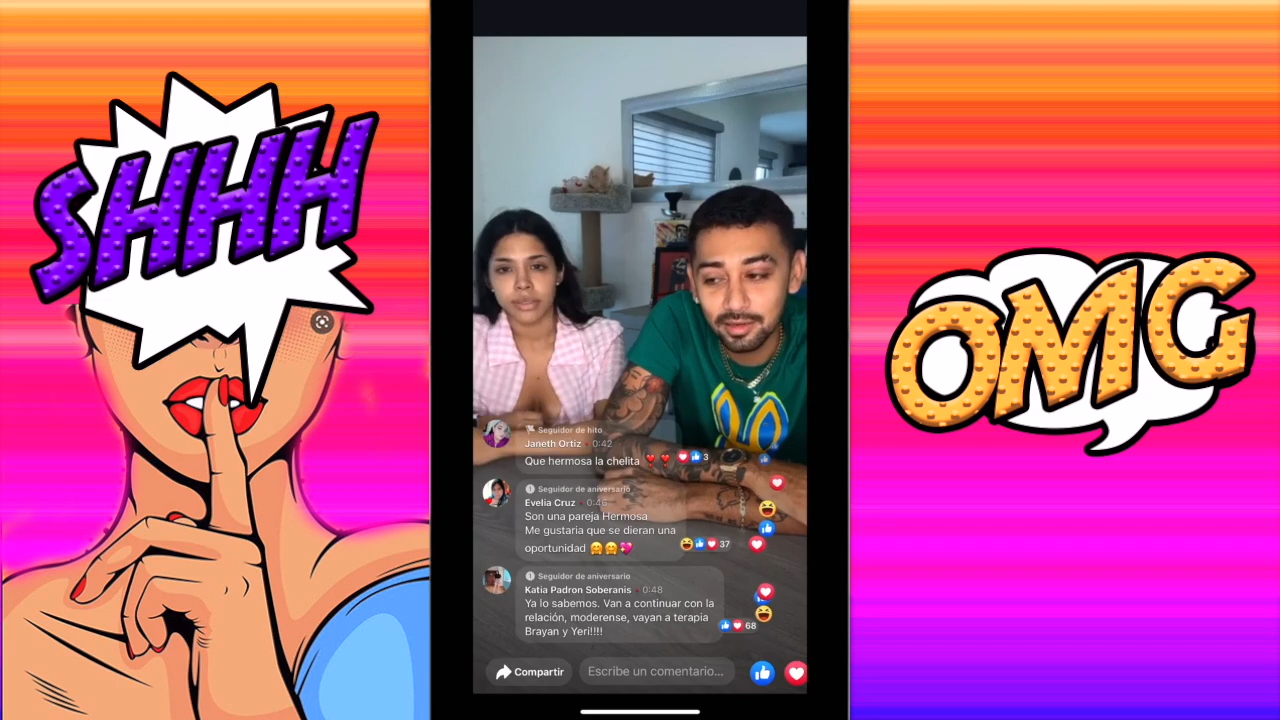 SHHH
OMG
Seguidor de hito
Janeth Ortiz 0:42
Que hermosa la chelita
3
Seguidor de aniversario
Evelia Cruz 0:46
Son una pareja Hermosa
Me gustaria que se dieran una
oportunidad
37
Seguidor de aniversario
Katia Padron Soberanis 0:48
Ya lo sabemos. Van a continuar con la
relación, moderense, vayan a terapia
Brayan y Yeri!!!!
68
Compartir
Escribe un comentario...